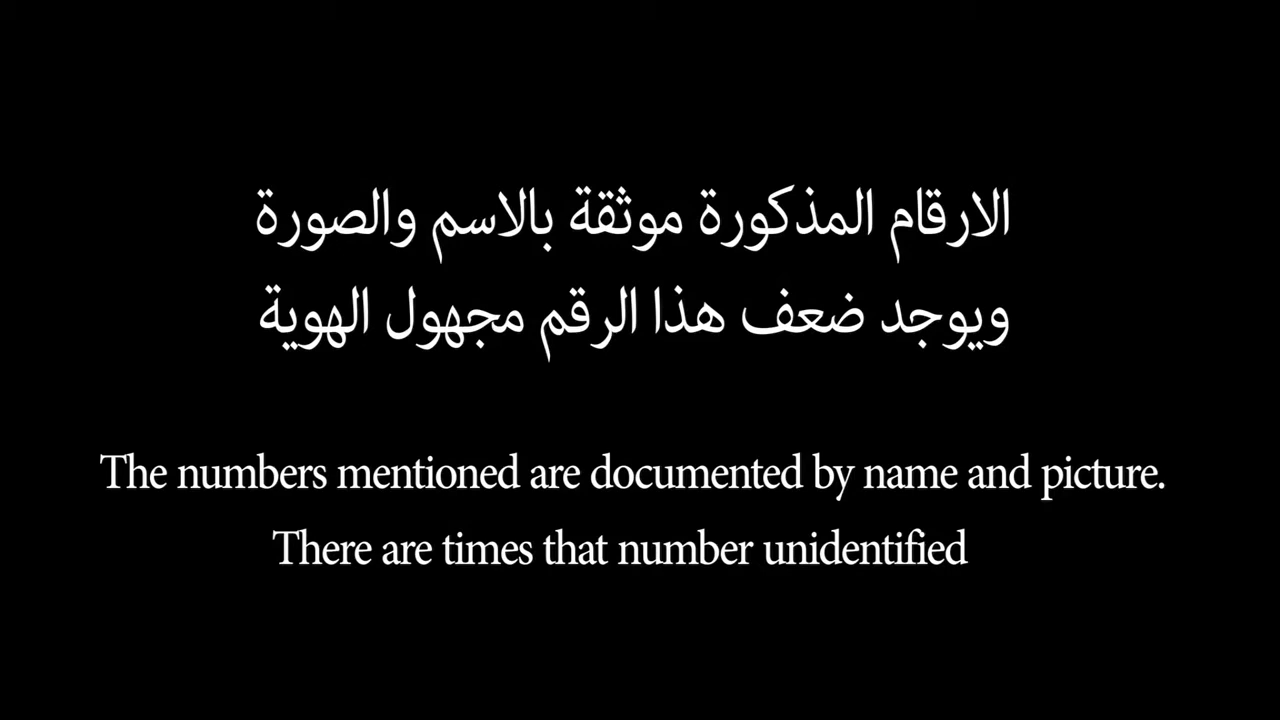 الارقام المذكورة موثقة بالاسم والصورة
ويوجد ضعف هذا الرقم مجهول الهوية
The numbers mentioned are documented by name and picture.
There are times that number unidentified